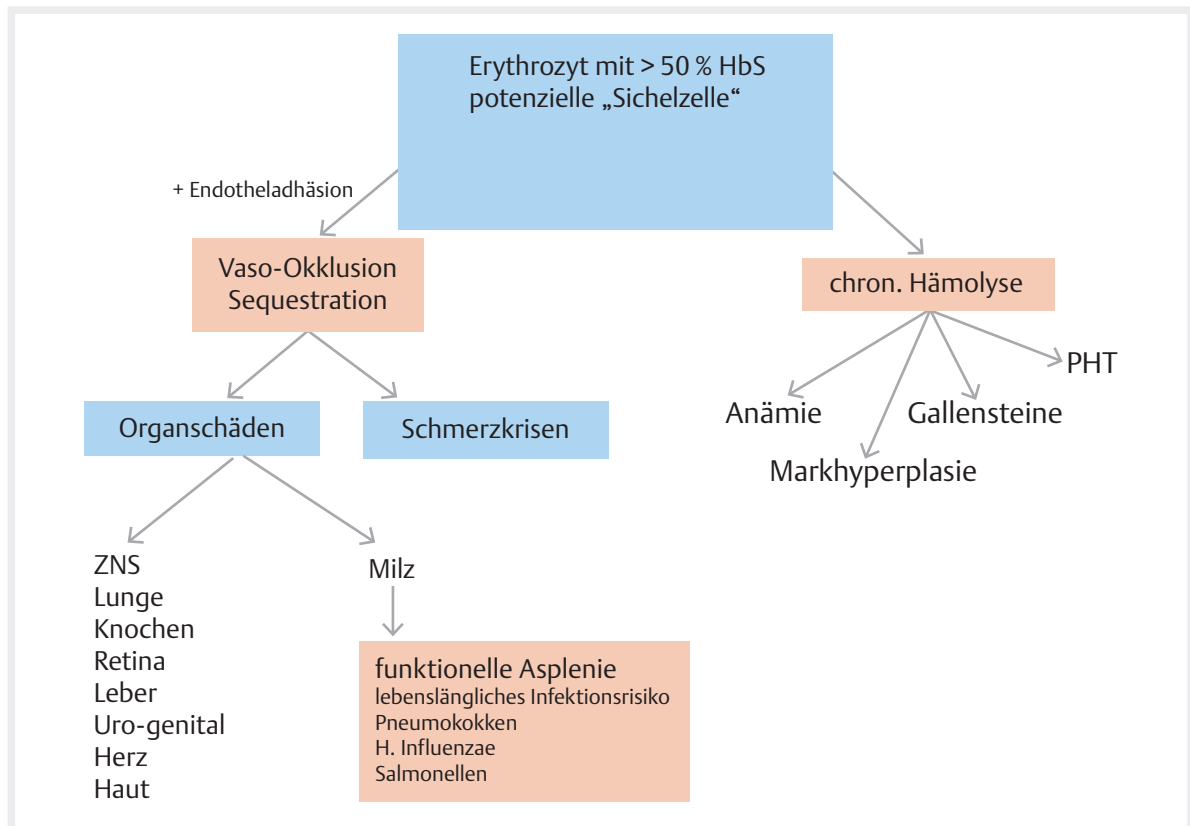 Erythrozyt mit > 50 % HbS
potenzielle „Sichelzelle“
+ Endotheladhäsion
Vaso-Okklusion
Sequestration
chron. Hämolyse
PHT
Anämie
Gallensteine
Markhyperplasie
Organschäden
Schmerzkrisen
ZNS
Lunge
Knochen
Retina
Leber
Uro-genital
Herz
Haut
Milz
funktionelle Asplenie
lebenslängliches Infektionsrisiko
Pneumokokken
H. Influenzae
Salmonellen